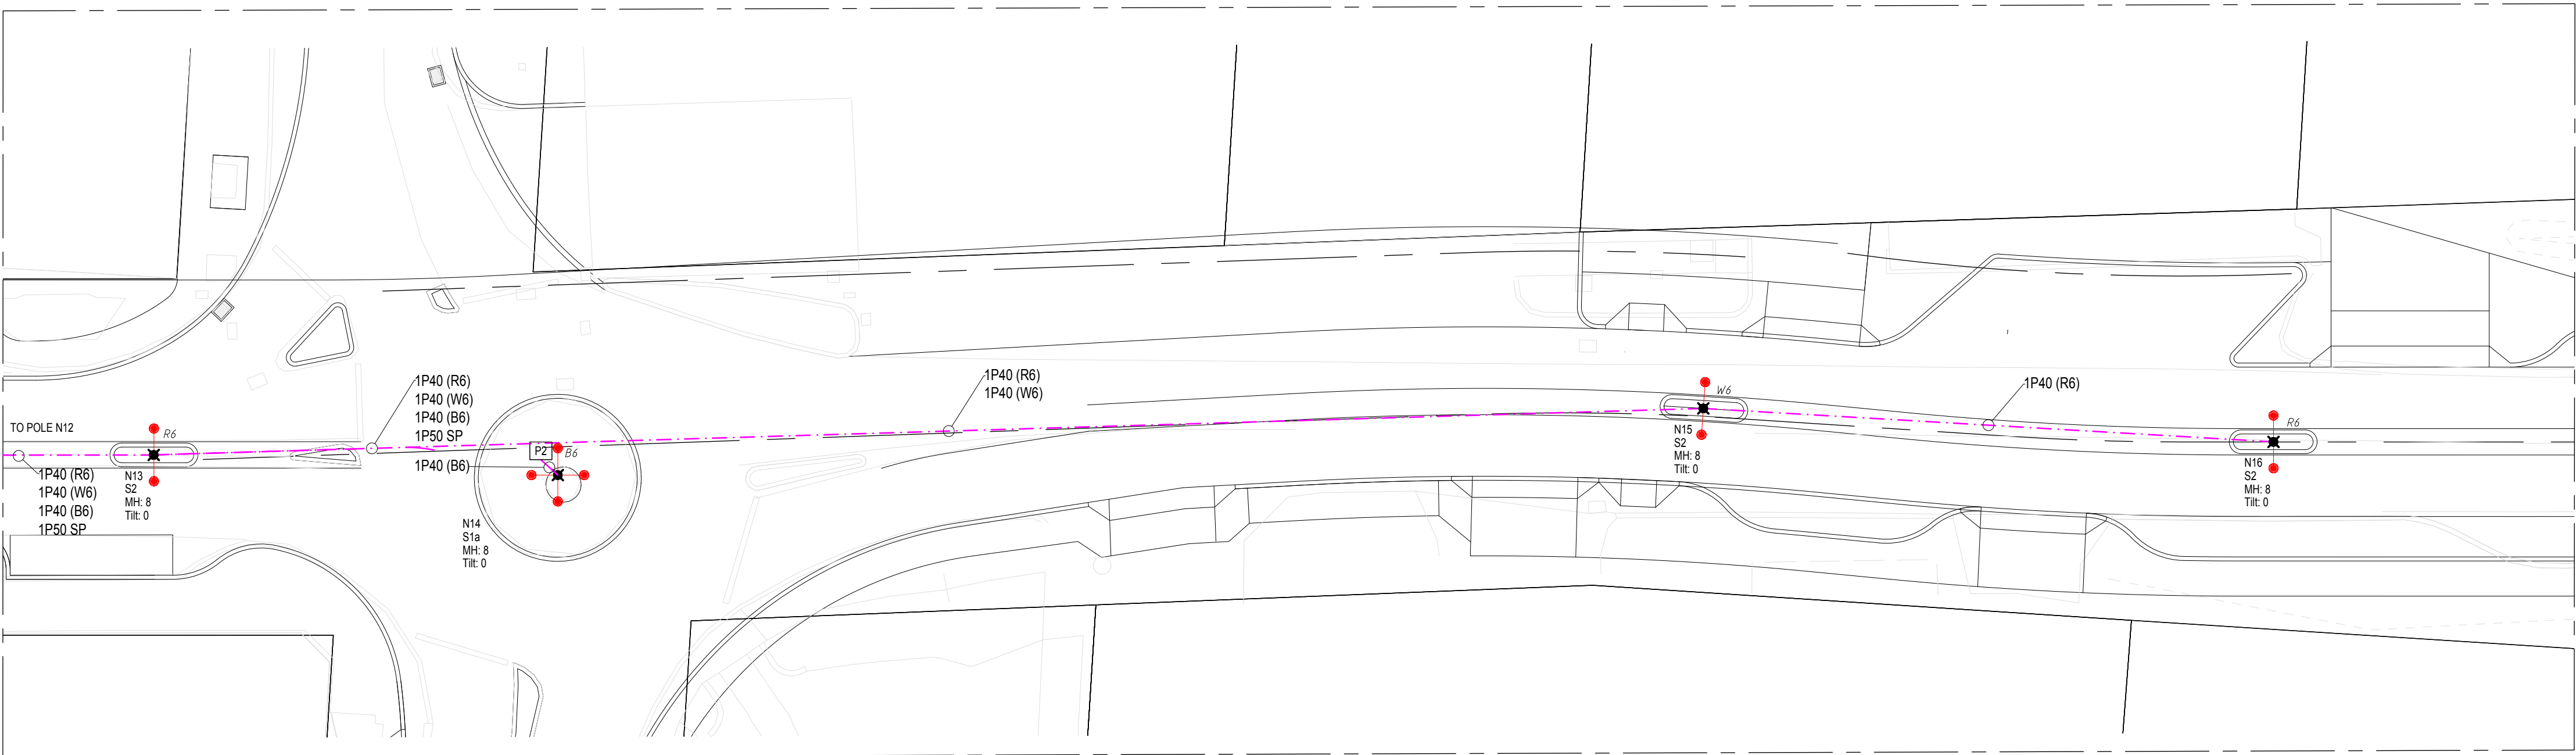 TO POLE N12
1P40 (R6)
1P40 (W6)
1P40 (B6)
1P50 SP
R6
N13
S2
MH: 8
Tilt: 0
1P40 (R6)
1P40 (W6)
1P40 (B6)
1P50 SP
1P40 (B6)
P2
B6
N14
S1a
MH: 8
Tilt: 0
1P40 (R6)
1P40 (W6)
W6
N15
S2
MH: 8
Tilt: 0
1P40 (R6)
R6
N16
S2
MH: 8
Tilt: 0